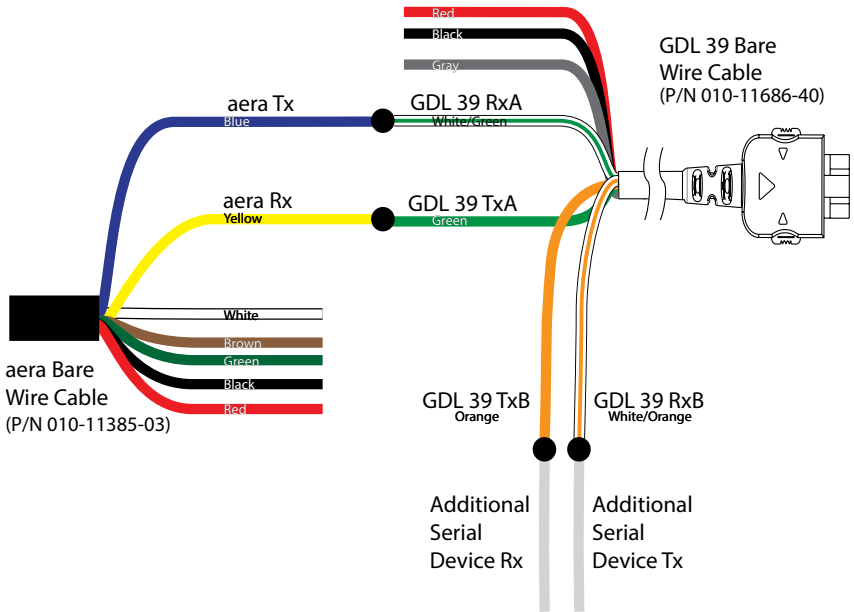 Red
Black
Gray
GDL 39 Bare
Wire Cable
(P/N 010-11686-40)
aera Tx
Blue
GDL 39 RxA
White/Green
aera Rx
Yellow
GDL 39 TxA
Green
White
Brown
Green
Black
Red
aera Bare
Wire Cable
(P/N 010-11385-03)
GDL 39 TxB
Orange
GDL 39 RxB
White/Orange
Additional
Serial
Device Rx
Additional
Serial
Device Tx